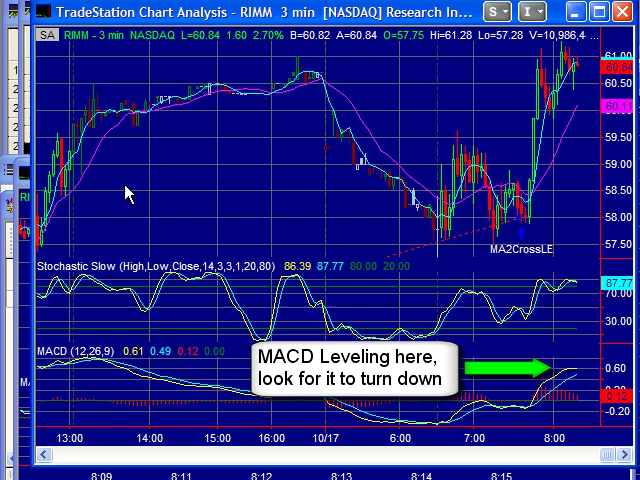 TradeStation Chart Analysis - RIMM 3 min [NASDAQ] Research In...
S
I
SA
RIMM - 3 min NASDAQ L=60.84 1.60 2.70% B=60.82 A=60.84 O=57.75 Hi=61.28 Lo=57.28 V=10,986,4 ...
61.00
60.84
60.50
60.11
60.00
59.50
59.00
58.50
58.00
57.50
MA2CrossLE
Stochastic Slow (High,Low,Close,14,3,3,1,20,80) 86.39 87.77 80.00 20.00
87.77
70.00
30.00
MACD (12,26,9) 0.61 0.49 0.12 0.00
MACD Leveling here,
look for it to turn down
0.60
0.12
-0.20
13:00 14:00 15:00 16:00 10/17 6:00 7:00 8:00
8:09 8:11 8:12 8:13 8:14 8:15